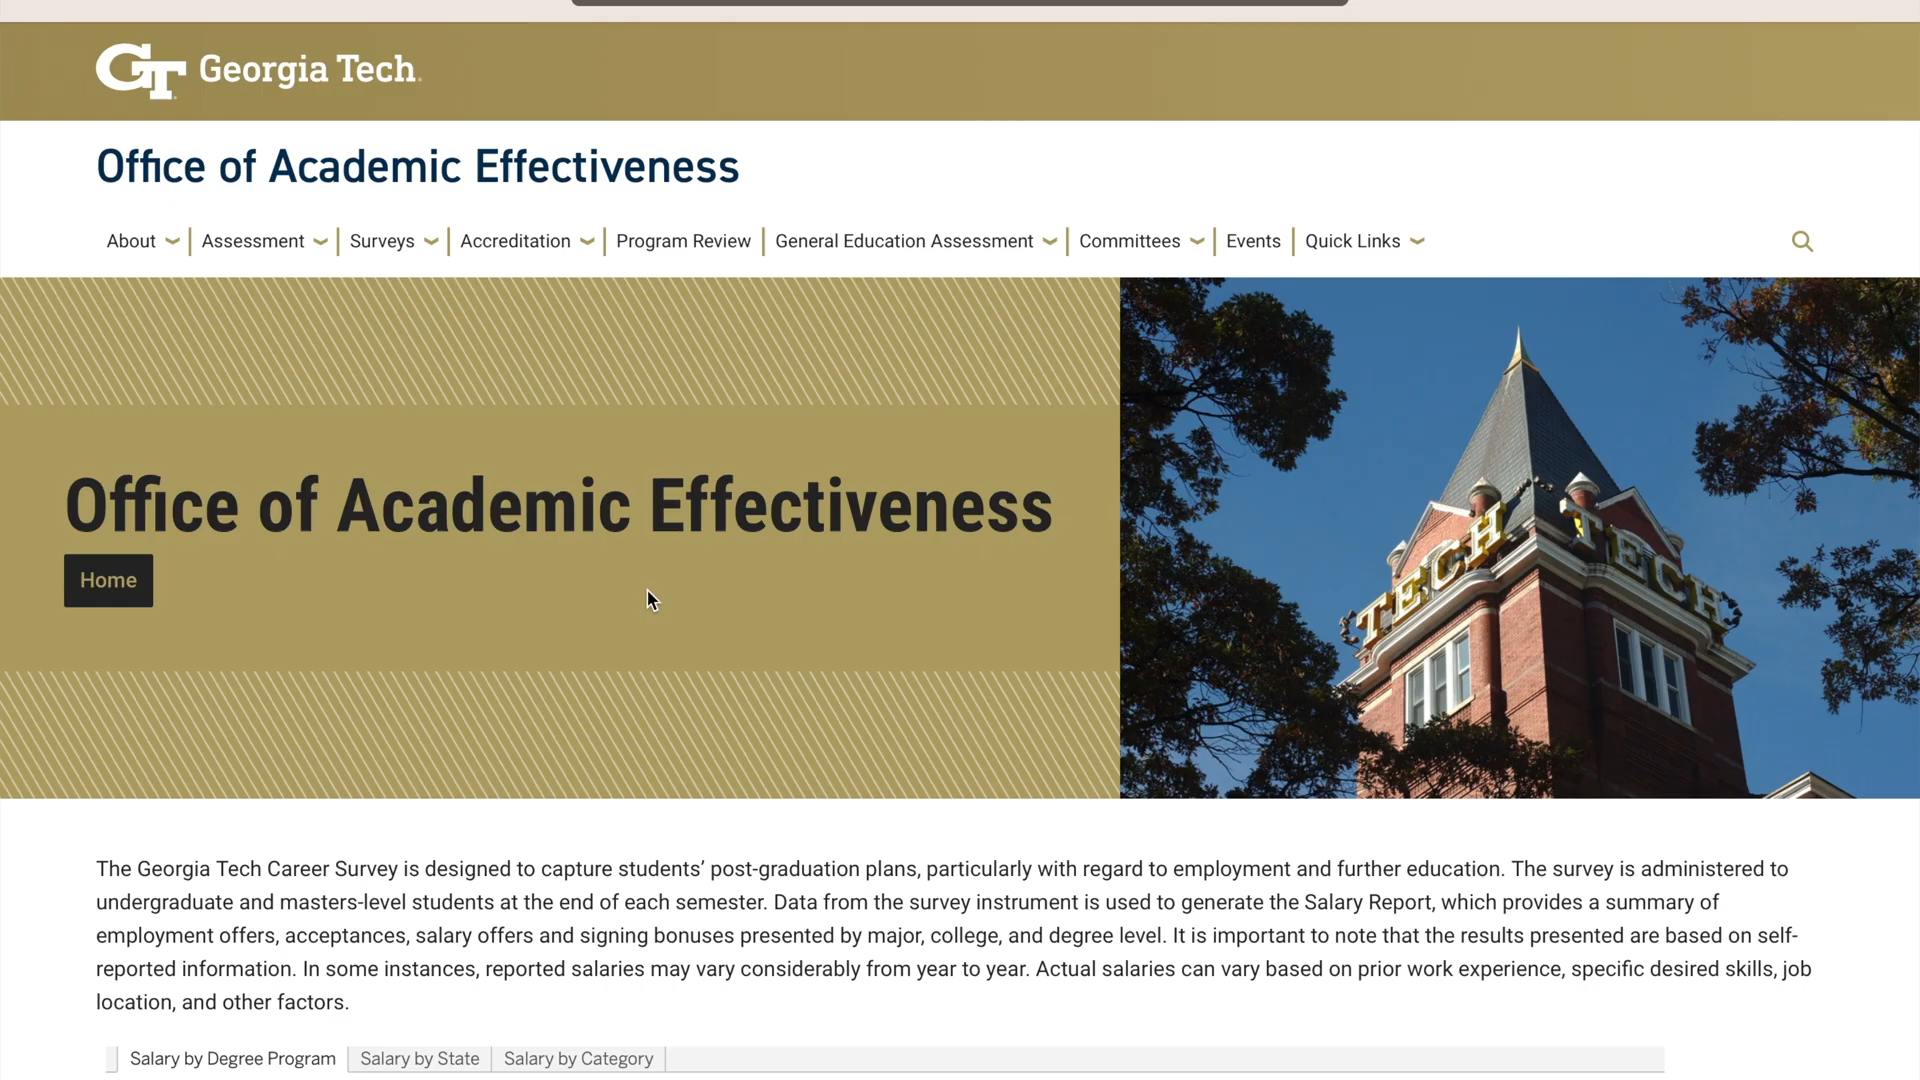 GT Georgia Tech.
Office of Academic Effectiveness
About
Assessment
Surveys
Accreditation
Program Review
General Education Assessment
Committees
Events
Quick Links
Office of Academic Effectiveness
Home
TECH TECH
The Georgia Tech Career Survey is designed to capture students’ post-graduation plans, particularly with regard to employment and further education. The survey is administered to
undergraduate and masters-level students at the end of each semester. Data from the survey instrument is used to generate the Salary Report, which provides a summary of
employment offers, acceptances, salary offers and signing bonuses presented by major, college, and degree level. It is important to note that the results presented are based on self-
reported information. In some instances, reported salaries may vary considerably from year to year. Actual salaries can vary based on prior work experience, specific desired skills, job
location, and other factors.
Salary by Degree Program
Salary by State
Salary by Category